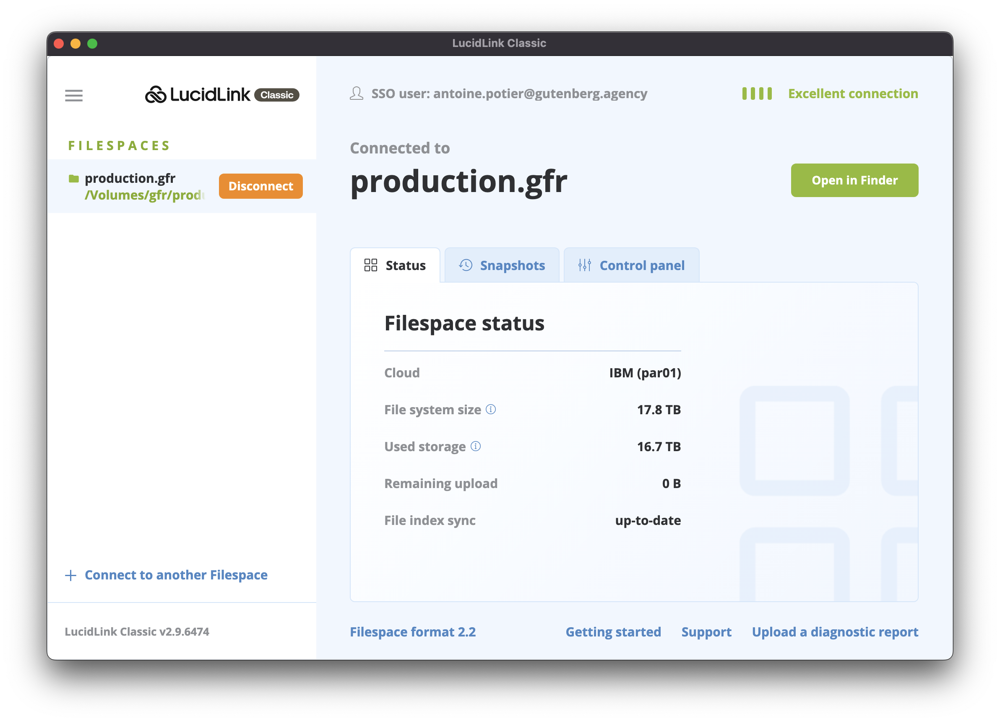 LucidLink Classic
LucidLink Classic
SSO user: antoine.potier@gutenberg.agency
Excellent connection
FILESPACES
production.gfr
/Volumes/gfr/prod
Disconnect
Connected to
production.gfr
Open in Finder
Status
Snapshots
Control panel
Filespace status
Cloud
IBM (par01)
File system size
17.8 TB
Used storage
16.7 TB
Remaining upload
0 B
File index sync
up-to-date
Connect to another Filespace
LucidLink Classic v2.9.6474
Filespace format 2.2
Getting started
Support
Upload a diagnostic report